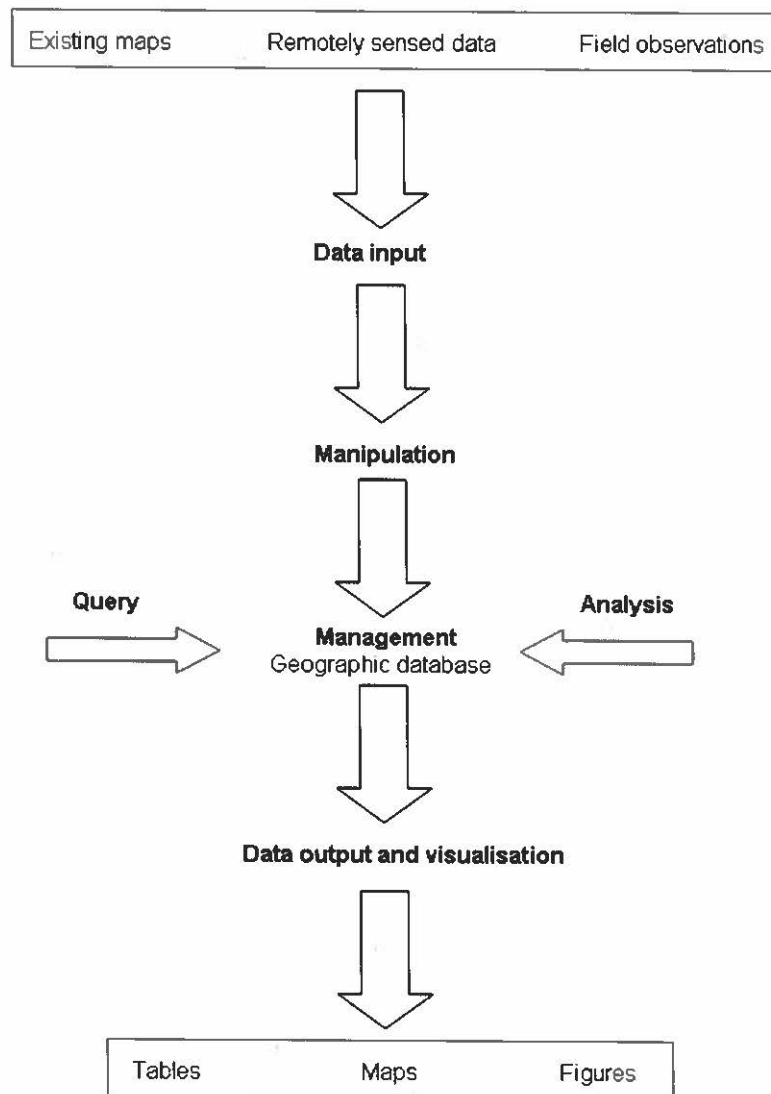 Existing maps Remotely sensed data Field observations
Data input
Manipulation
Query
Analysis
Management
Geographic database
Data output and visualisation
Tables Maps Figures